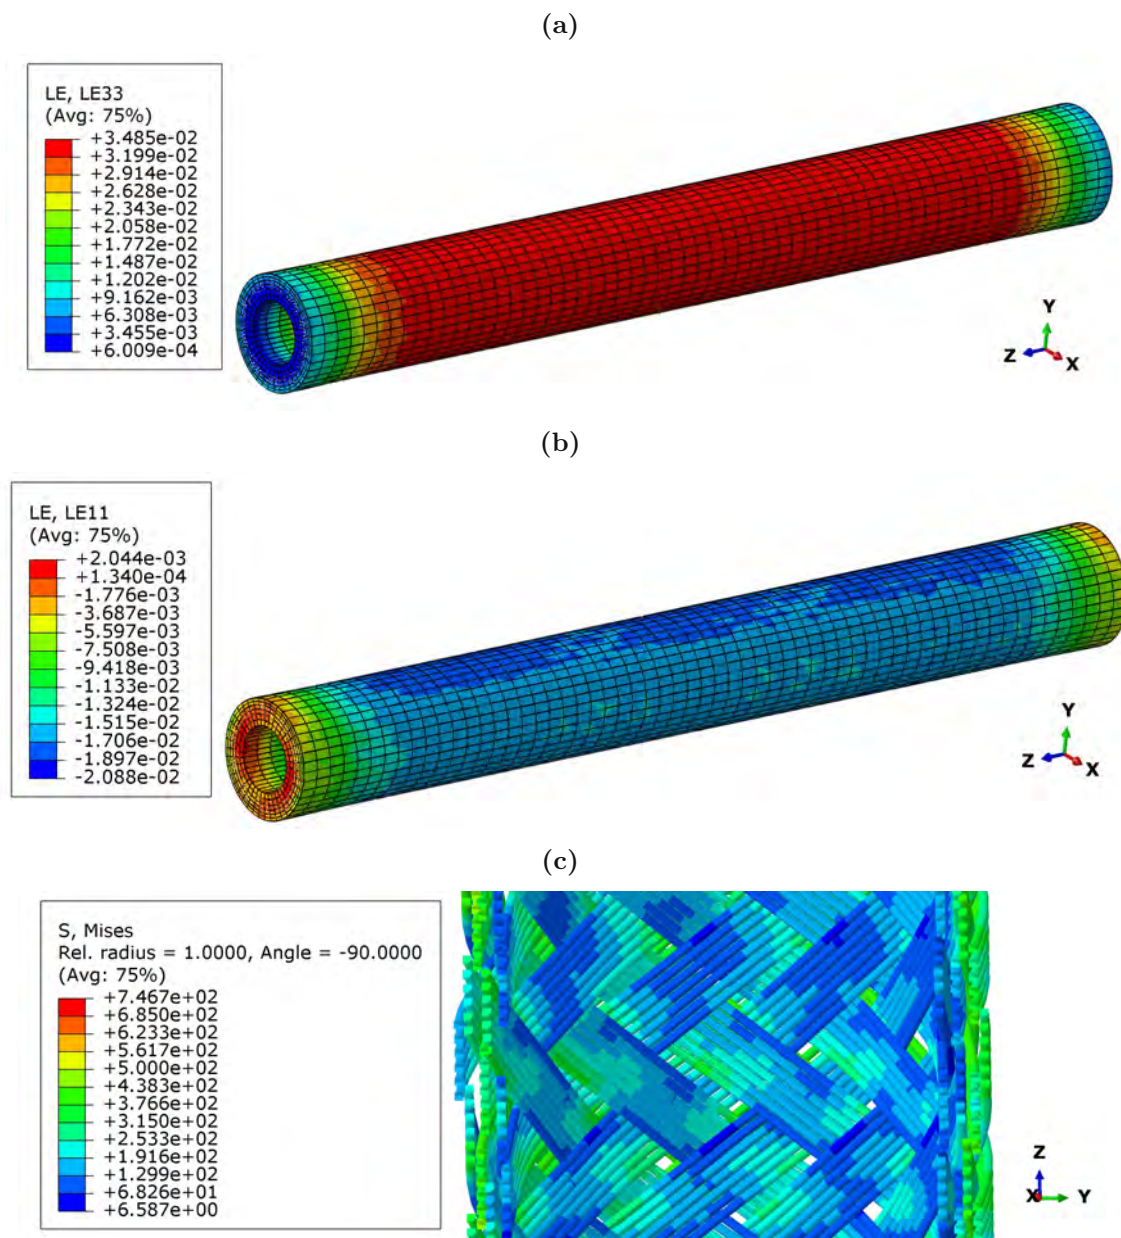 (a)
LE, LE33
(Avg: 75%)
+3.485e-02
+3.199e-02
+2.914e-02
+2.628e-02
+2.343e-02
+2.058e-02
+1.772e-02
+1.487e-02
+1.202e-02
+9.162e-03
+6.308e-03
+3.455e-03
+6.009e-04
Y
Z
X
(b)
LE, LE11
(Avg: 75%)
+2.044e-03
+1.340e-04
-1.776e-03
-3.687e-03
-5.597e-03
-7.508e-03
-9.418e-03
-1.133e-02
-1.324e-02
-1.515e-02
-1.706e-02
-1.897e-02
-2.088e-02
Y
Z
X
(c)
S, Mises
Rel. radius = 1.0000, Angle = -90.0000
(Avg: 75%)
+7.467e+02
+6.850e+02
+6.233e+02
+5.617e+02
+5.000e+02
+4.383e+02
+3.766e+02
+3.150e+02
+2.533e+02
+1.916e+02
+1.299e+02
+6.826e+01
+6.587e+00
Z
X
Y